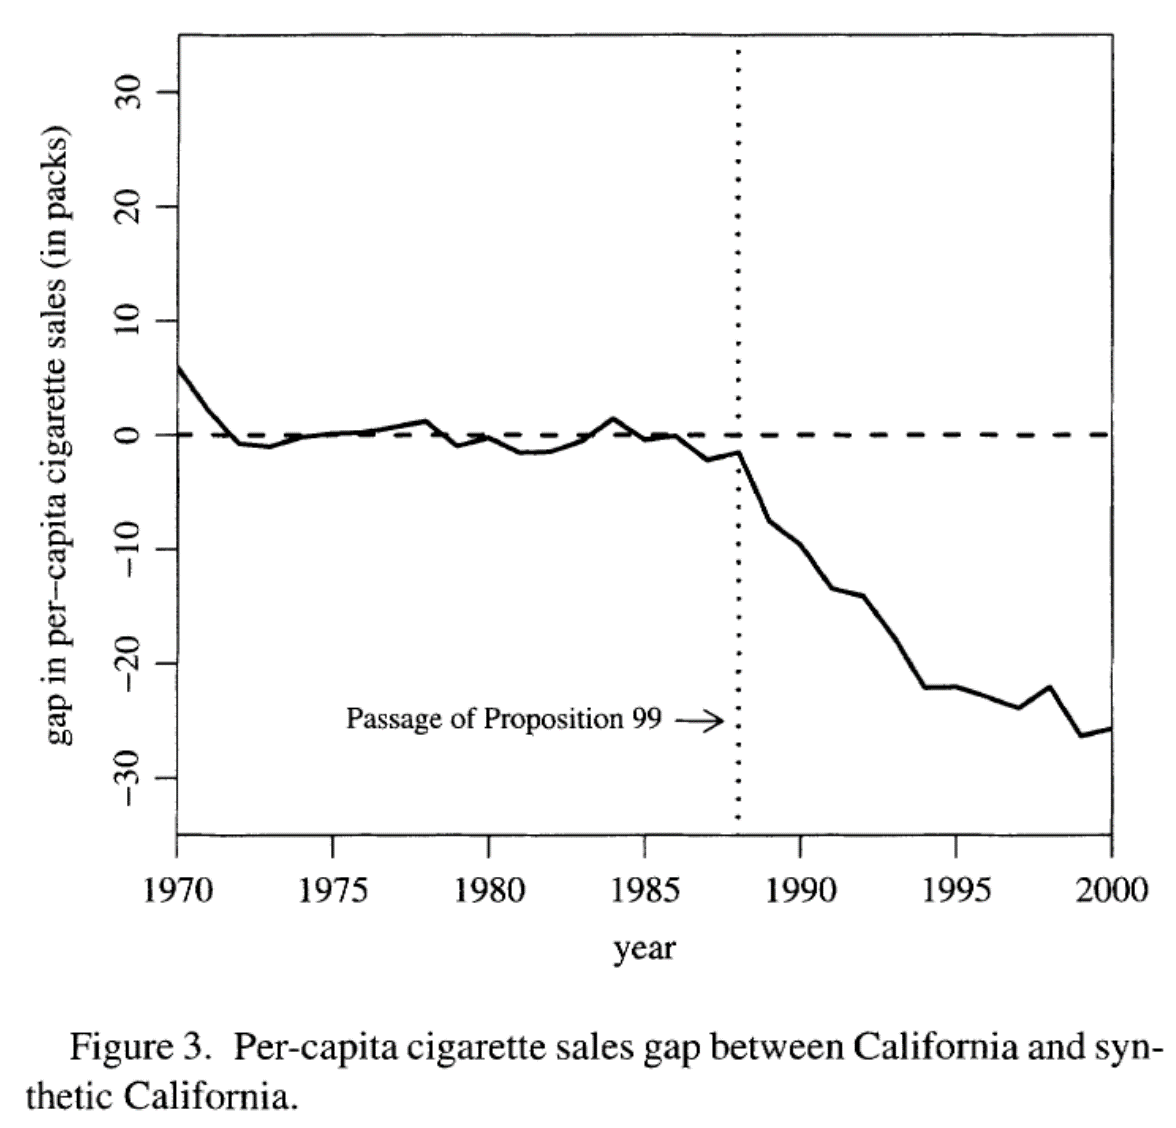 gap in per−capita cigarette sales (in packs)
30
20
10
0
−10
−20
−30
Passage of Proposition 99
1970 1975 1980 1985 1990 1995 2000
year
Figure 3. Per-capita cigarette sales gap between California and syn-
thetic California.